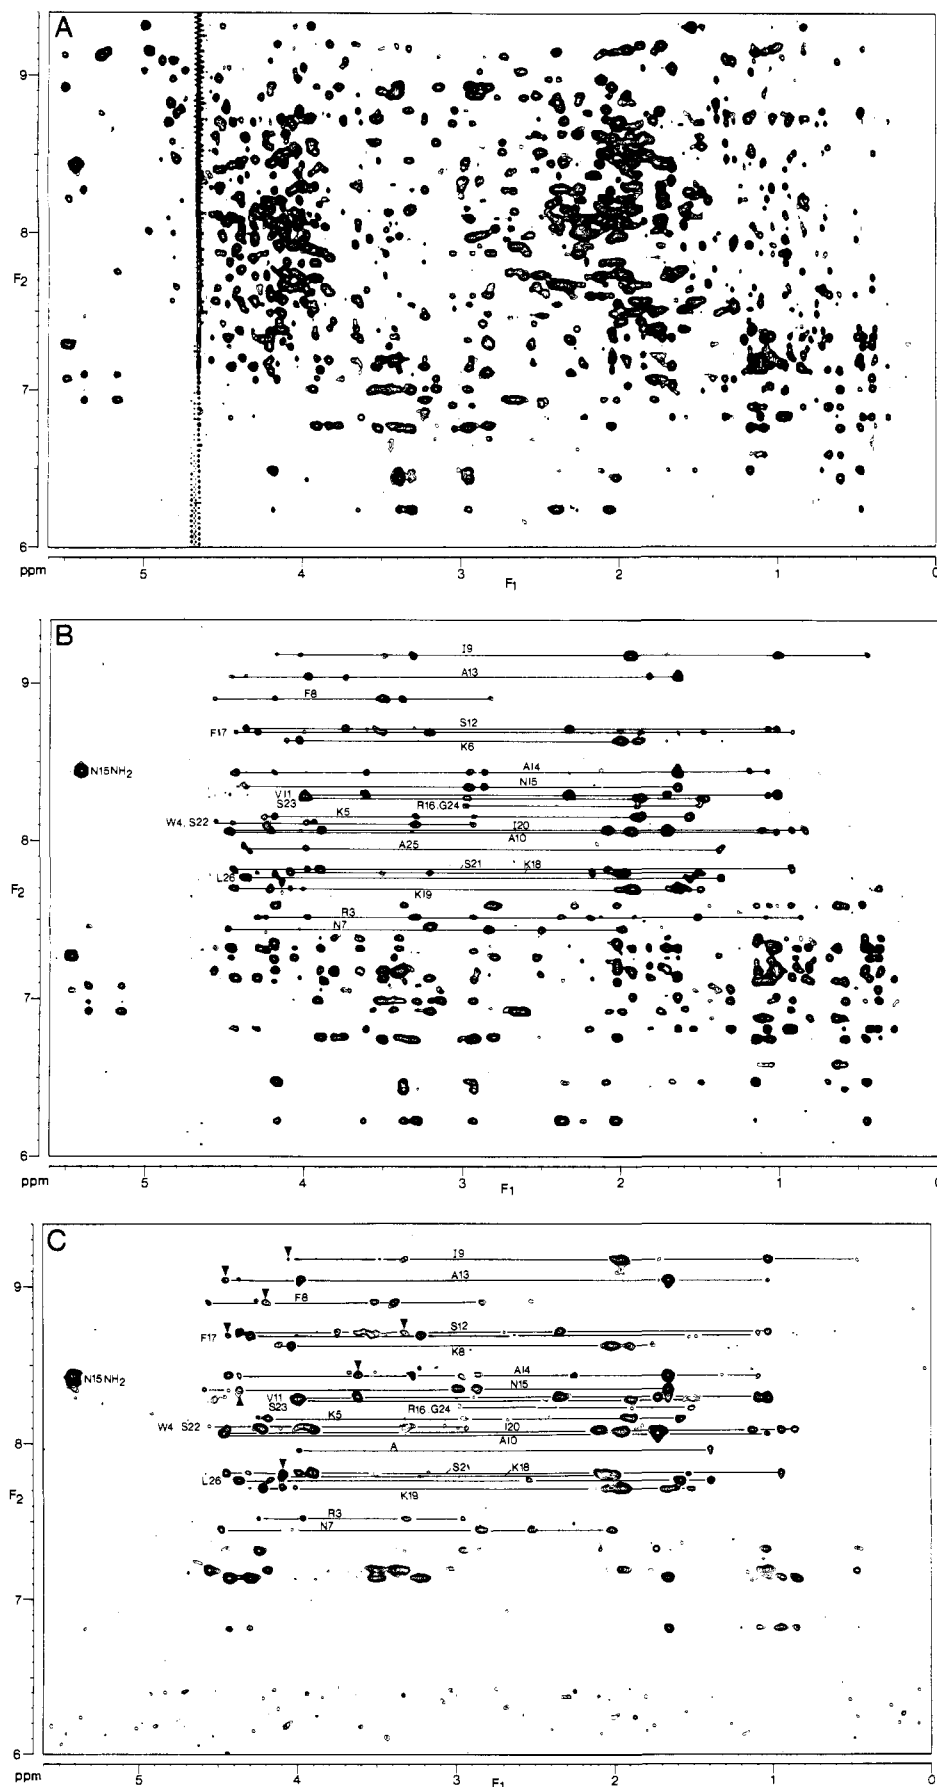 A
9
8
F2
7
6
ppm 5 4 3 2 1 0
F1
B
I9
9
A13
F8
S12
F17
K6
A14
N15NH2
N15
V11
S23
R16.G24
K5
W4, S22
I20
8
A10
A25
S21 K18
L26
F2
K19
R3
N7
7
6
ppm 5 4 3 2 1 0
F1
C
I9
9
A13
F8
S12
F17
K8
A14
N15NH2
N15
V11
S23
R16.G24
K5
W4 S22
I20
8
A10
A
S21 K18
L26
F2
K19
R3
N7
7
6
ppm 5 4 3 2 1 0
F1